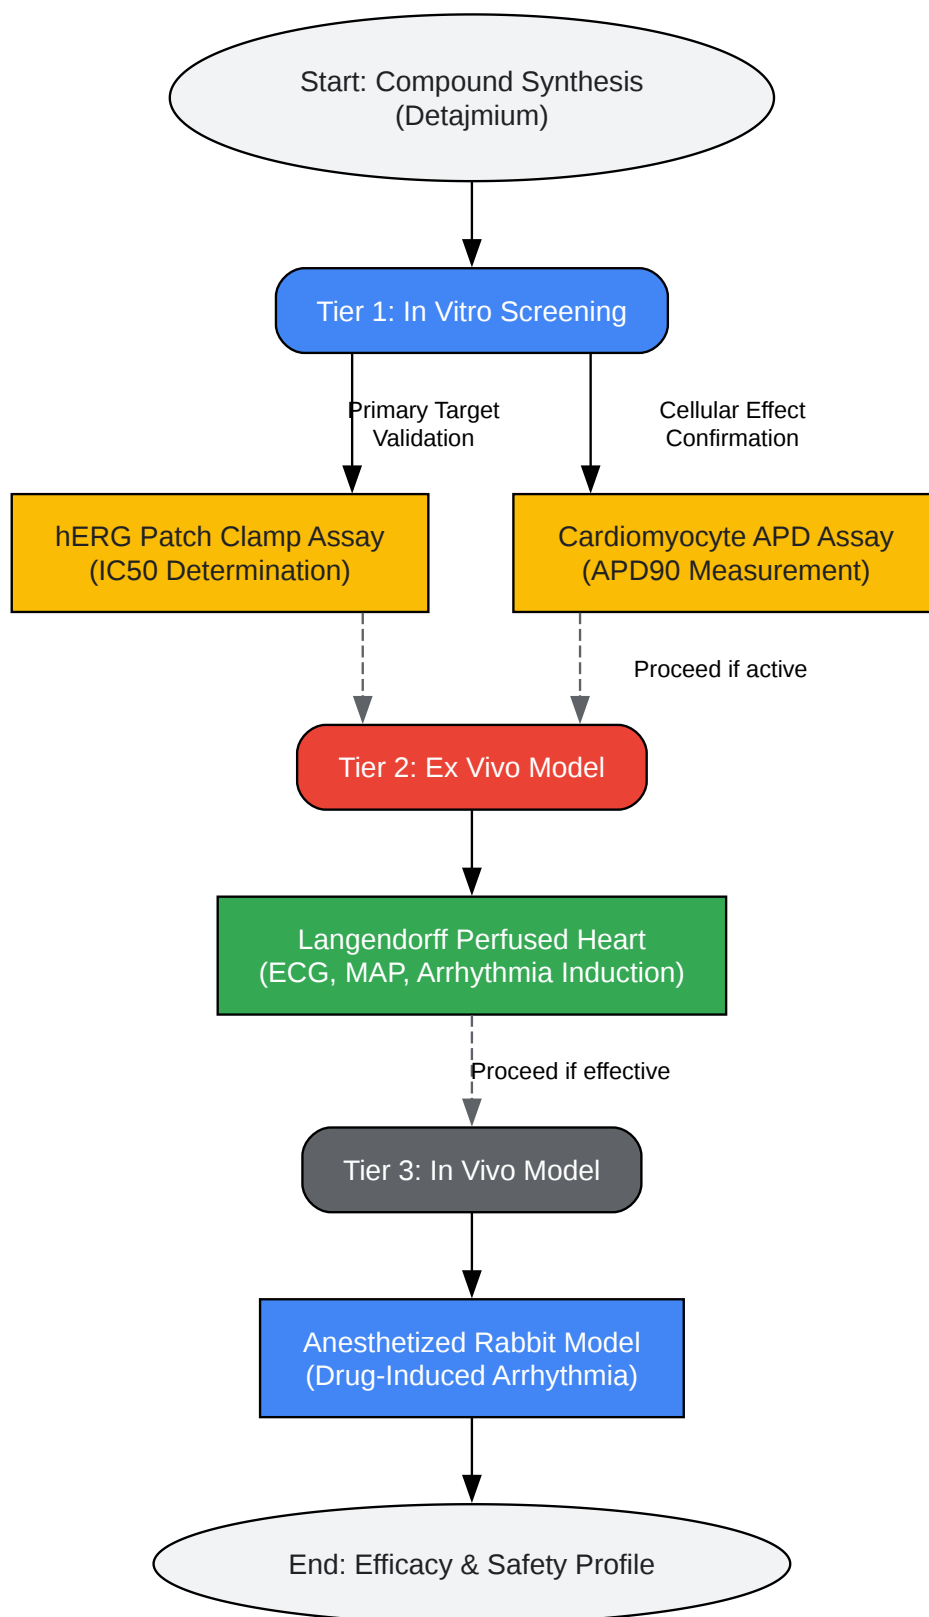 Start: Compound Synthesis
(Detajmium)
Tier 1: In Vitro Screening
Primary Target
Validation
Cellular Effect
Confirmation
hERG Patch Clamp Assay
(IC50 Determination)
Cardiomyocyte APD Assay
(APD90 Measurement)
Proceed if active
Tier 2: Ex Vivo Model
Langendorff Perfused Heart
(ECG, MAP, Arrhythmia Induction)
Proceed if effective
Tier 3: In Vivo Model
Anesthetized Rabbit Model
(Drug-Induced Arrhythmia)
End: Efficacy & Safety Profile